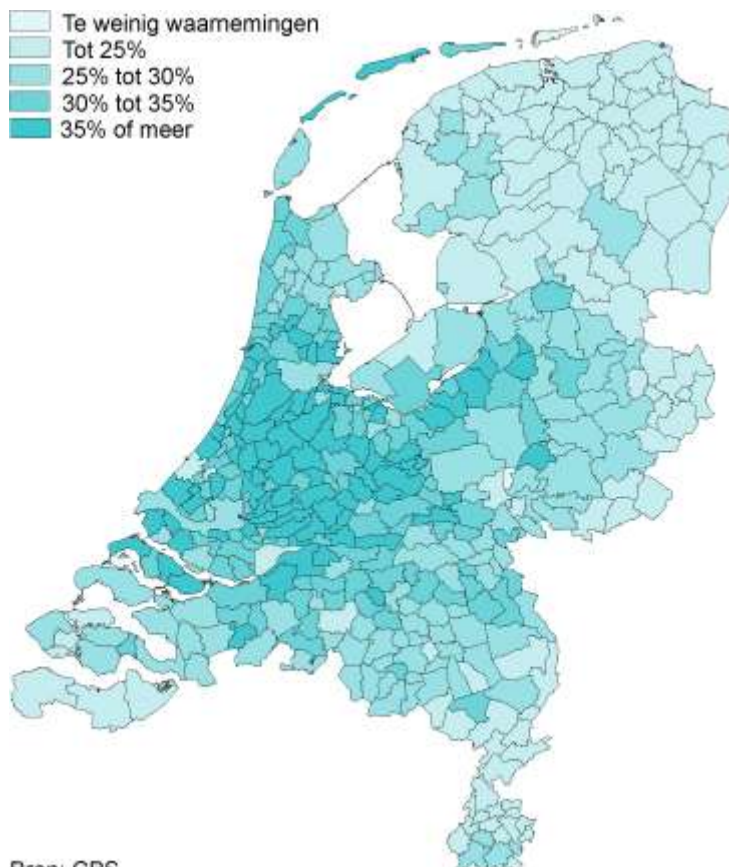 Te weinig waarnemingen
Tot 25%
25% tot 30%
30% tot 35%
35% of meer